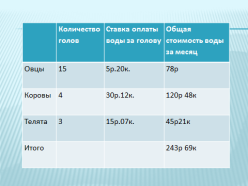 Количество голов
Ставка оплаты воды за голову
Общая стоимость воды за месяц
Овцы 15 5р.20к. 78р
Коровы 4 30р.12к. 120р 48к
Телята 3 15р.07к. 45р21к
Итого 243р 69к